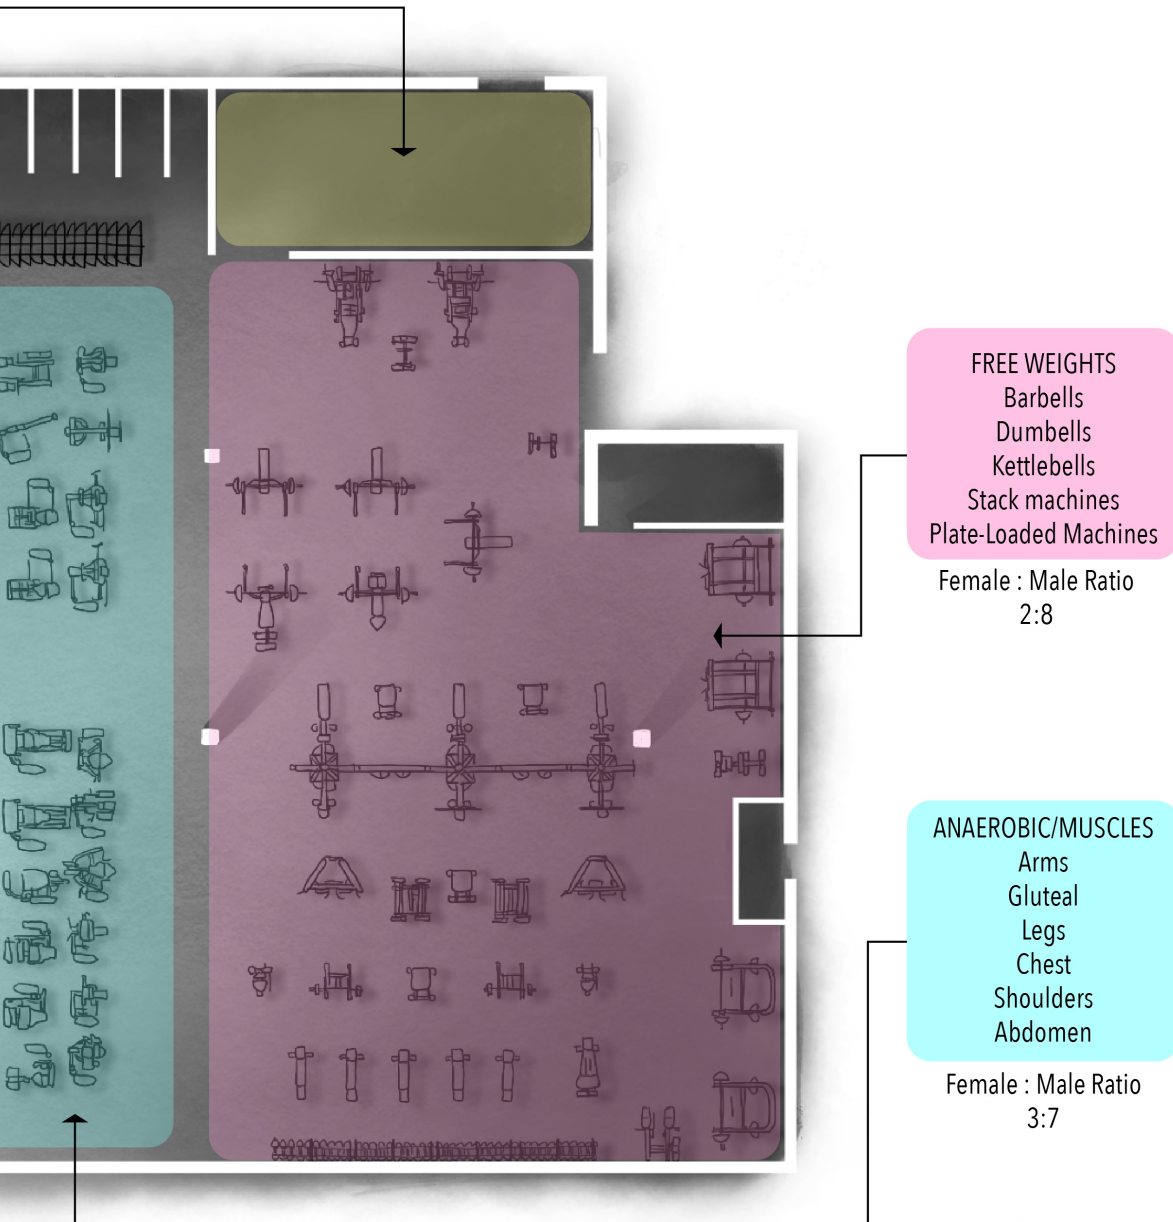 FREE WEIGHTS
Barbells
Dumbells
Kettlebells
Stack machines
Plate-Loaded Machines
Female : Male Ratio
2:8
ANAEROBIC/MUSCLES
Arms
Gluteal
Legs
Chest
Shoulders
Abdomen
Female : Male Ratio
3:7